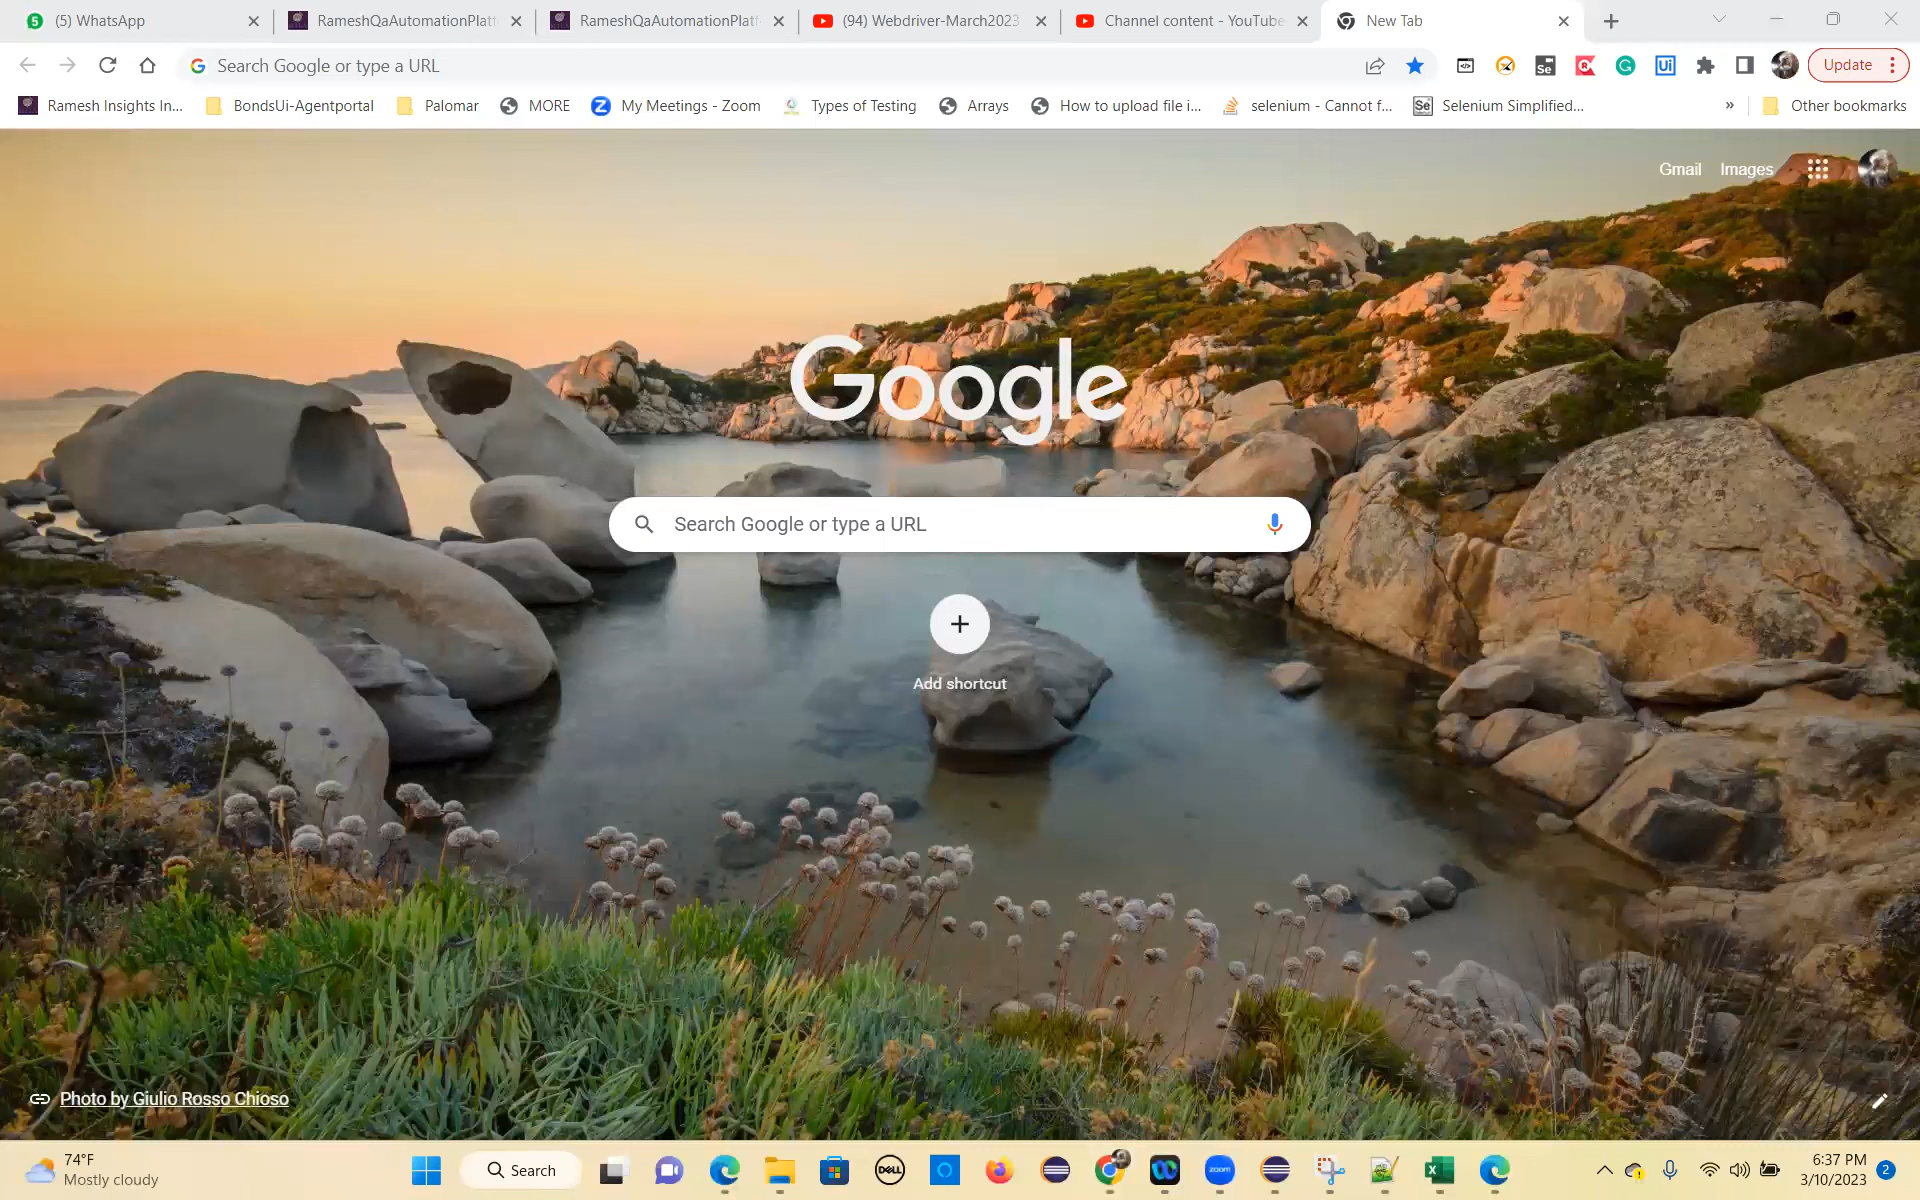 (5) WhatsApp
RameshQaAutomationPlat
RameshQaAutomationPlatf
(94) Webdriver-March2023
Channel content - YouTube
New Tab
Search Google or type a URL
Update
Ramesh Insights In...
BondsUi-Agentportal
Palomar
MORE
My Meetings - Zoom
Types of Testing
Arrays
How to upload file i...
selenium - Cannot f...
Selenium Simplified...
»
Other bookmarks
Gmail
Images
Google
Search Google or type a URL
Add shortcut
Photo by Giulio Rosso Chioso
74°F
Mostly cloudy
Search
DELL
zoom
6:37 PM
3/10/2023
2